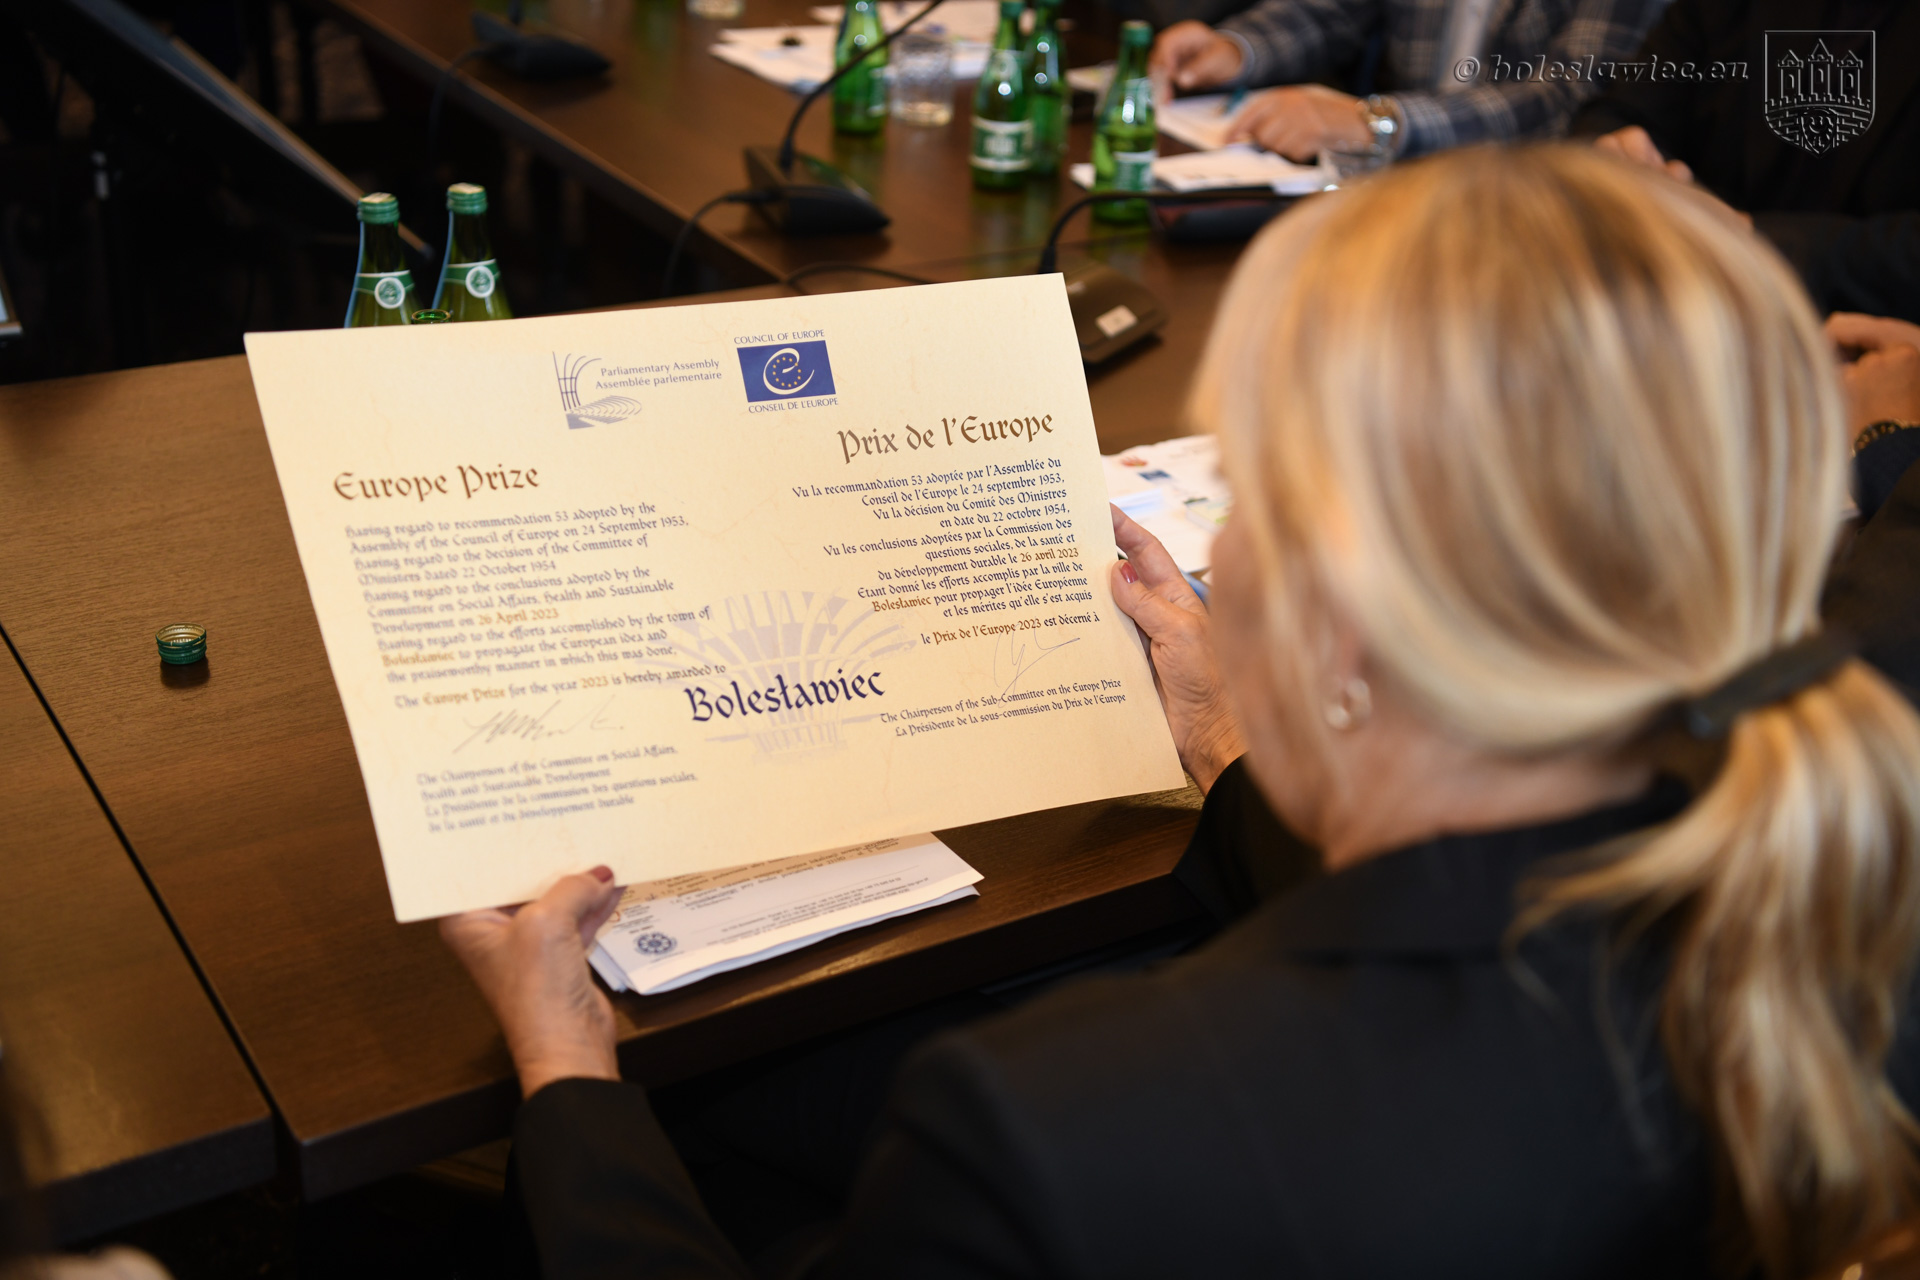 © boleslawiec.eu
COUNCIL OF EUROPE
Parliamentary Assembly
Assemblée parlementaire
CONSEIL DE L'EUROPE
Europe Prize
Having regard to recommendation 53 adopted by the
Assembly of the Council of Europe on 24 September 1953,
Having regard to the decision of the Committee of
Ministers dated 22 October 1954
Having regard to the conclusions adopted by the
Committee on Social Affairs, Health and Sustainable
Development on 26 April 2023
Having regard to the efforts accomplished by the town of
Bolesławiec to propagate the European idea and
the praiseworthy manner in which this was done,
The Europe Prize for the year 2023 is hereby awarded to
Prix de l'Europe
Vu la recommandation 53 adoptée par l'Assemblée du
Conseil de l'Europe le 24 septembre 1953,
Vu la décision du Comité des Ministres
en date du 22 octobre 1954,
Vu les conclusions adoptées par la Commission des
questions sociales, de la santé et
du développement durable le 26 avril 2023
Etant donné les efforts accomplis par la ville de
Bolesławiec pour propager l'idée Européenne
et les mérites qu'elle s'est acquis
le Prix de l'Europe 2023 est décerné à
Bolesławiec
The Chairperson of the Committee on Social Affairs,
Health and Sustainable Development
La Présidente de la commission des questions sociales,
de la santé et du développement durable
The Chairperson of the Sub-Committee on the Europe Prize
La Présidente de la sous-commission du Prix de l'Europe